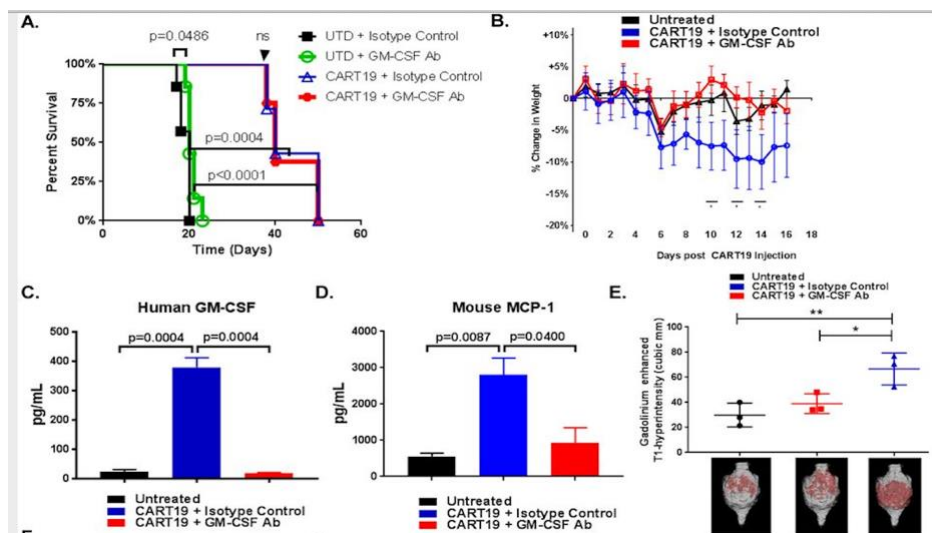 A.
p=0.0486
ns
UTD + Isotype Control
UTD + GM-CSF Ab
CART19 + Isotype Control
CART19 + GM-CSF Ab
Percent Survival
100%
75%
50%
25%
0%
p=0.0004
p<0.0001
0
20
40
60
Time (Days)
B.
Untreated
CART19 + Isotype Control
CART19 + GM-CSF Ab
% Change in Weight
+10%
+5%
0%
-5%
-10%
-15%
-20%
* * *
0 2 4 6 8 10 12 14 16 18
Days post CART19 Injection
C.
Human GM-CSF
p=0.0004 p=0.0004
pg/mL
500
400
300
200
100
0
Untreated
CART19 + Isotype Control
CART19 + GM-CSF Ab
D.
Mouse MCP-1
p=0.0087 p=0.0400
pg/mL
4000
3000
2000
1000
0
Untreated
CART19 + Isotype Control
CART19 + GM-CSF Ab
E.
Untreated
CART19 + Isotype Control
CART19 + GM-CSF Ab
**
*
Gadolinium enhanced
T1-hyperintensity (cubic mm)
100
80
60
40
20
0